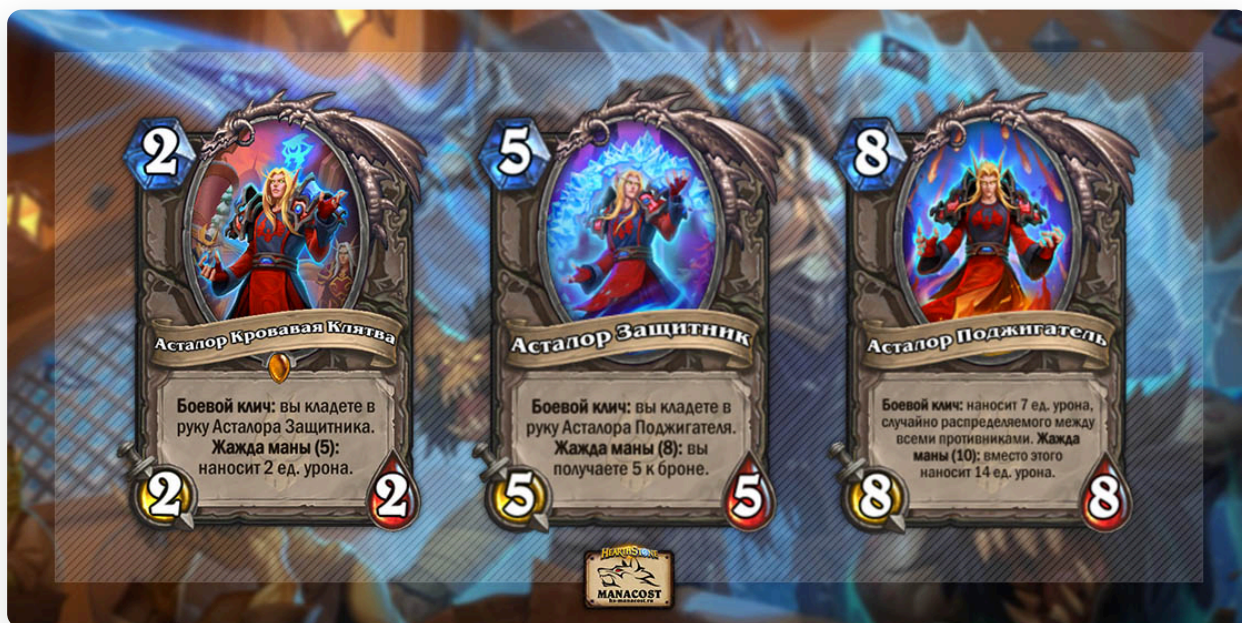 2
Асталор Кровавая Клятва
Боевой клич: вы кладете в
руку Асталора Защитника.
Жажда маны (5):
наносит 2 ед. урона.
2
2
5
Асталор Защитник
Боевой клич: вы кладете в
руку Асталора Поджигателя.
Жажда маны (8): вы
получаете 5 к броне.
5
5
8
Асталор Поджигатель
Боевой клич: наносит 7 ед. урона,
случайно распределяемого между
всеми противниками. Жажда
маны (10): вместо этого
наносит 14 ед. урона.
8
8
HEARTHSTONE
MANACOST
hs-manacost.ru